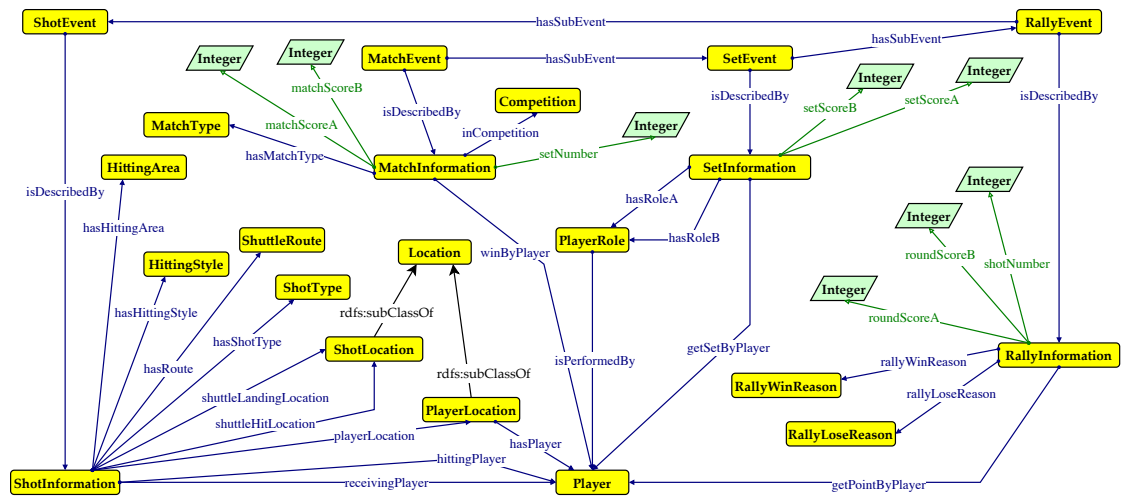 ShotEvent
hasSubEvent
RallyEvent
hasSubEvent
Integer
Integer
MatchEvent
hasSubEvent
SetEvent
Integer
Integer
matchScoreB
isDescribedBy
Competition
isDescribedBy
setScoreB
setScoreA
isDescribedBy
MatchType
matchScoreA
inCompetition
Integer
hasMatchType
setNumber
HittingArea
MatchInformation
SetInformation
isDescribedBy
Integer
hasRoleA
hasHittingArea
Integer
ShuttleRoute
Location
winByPlayer
PlayerRole
hasRoleB
HittingStyle
roundScoreB
shotNumber
ShotType
Integer
hasHittingStyle
rdfs:subClassOf
roundScoreA
hasShotType
ShotLocation
isPerformedBy
getSetByPlayer
RallyInformation
hasRoute
rdfs:subClassOf
rallyWinReason
RallyWinReason
shuttleLandingLocation
rallyLoseReason
PlayerLocation
shuttleHitLocation
playerLocation
hasPlayer
RallyLoseReason
hittingPlayer
ShotInformation
receivingPlayer
Player
getPointByPlayer